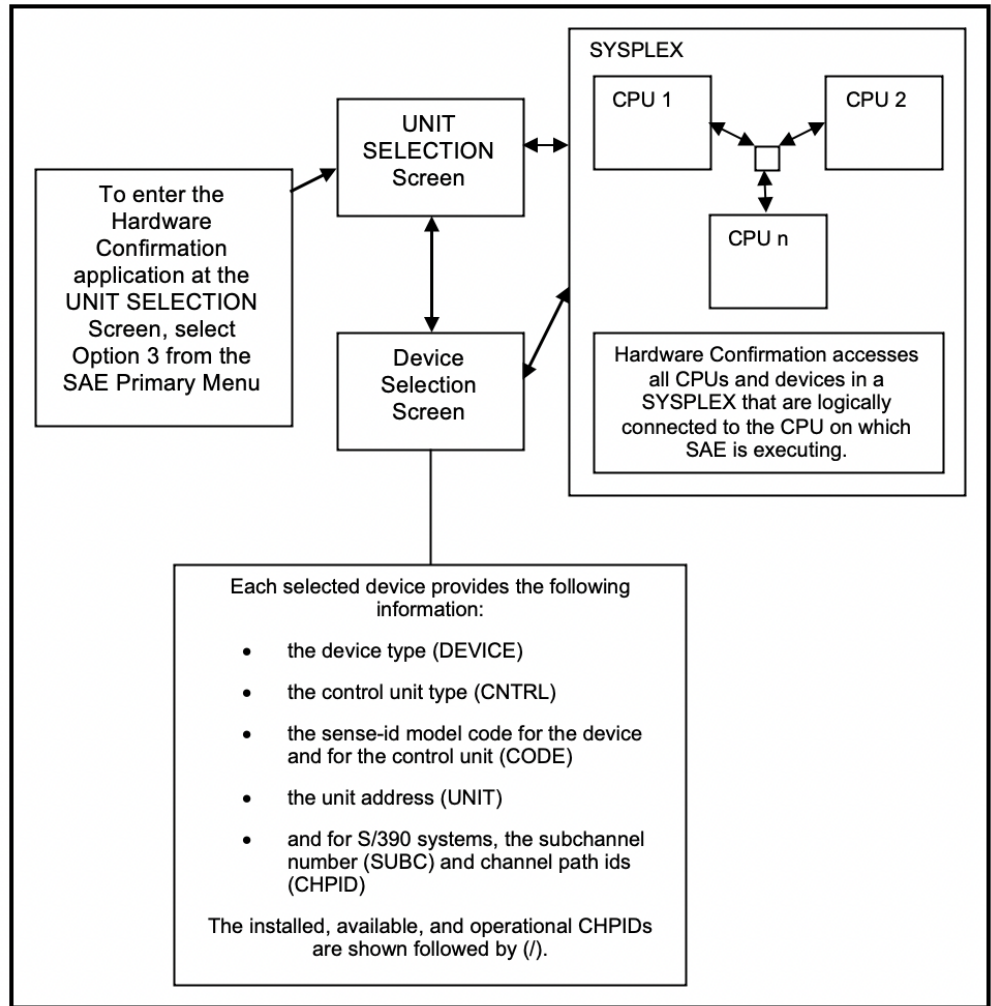 To enter the
Hardware
Confirmation
application at the
UNIT SELECTION
Screen, select
Option 3 from the
SAE Primary Menu
UNIT
SELECTION
Screen
Device
Selection
Screen
SYSPLEX
CPU 1
CPU 2
CPU n
Hardware Confirmation accesses
all CPUs and devices in a
SYSPLEX that are logically
connected to the CPU on which
SAE is executing.
Each selected device provides the following
information:
• the device type (DEVICE)
• the control unit type (CNTRL)
• the sense-id model code for the device
and for the control unit (CODE)
• the unit address (UNIT)
• and for S/390 systems, the subchannel
number (SUBC) and channel path ids
(CHPID)
The installed, available, and operational CHPIDs
are shown followed by (/).